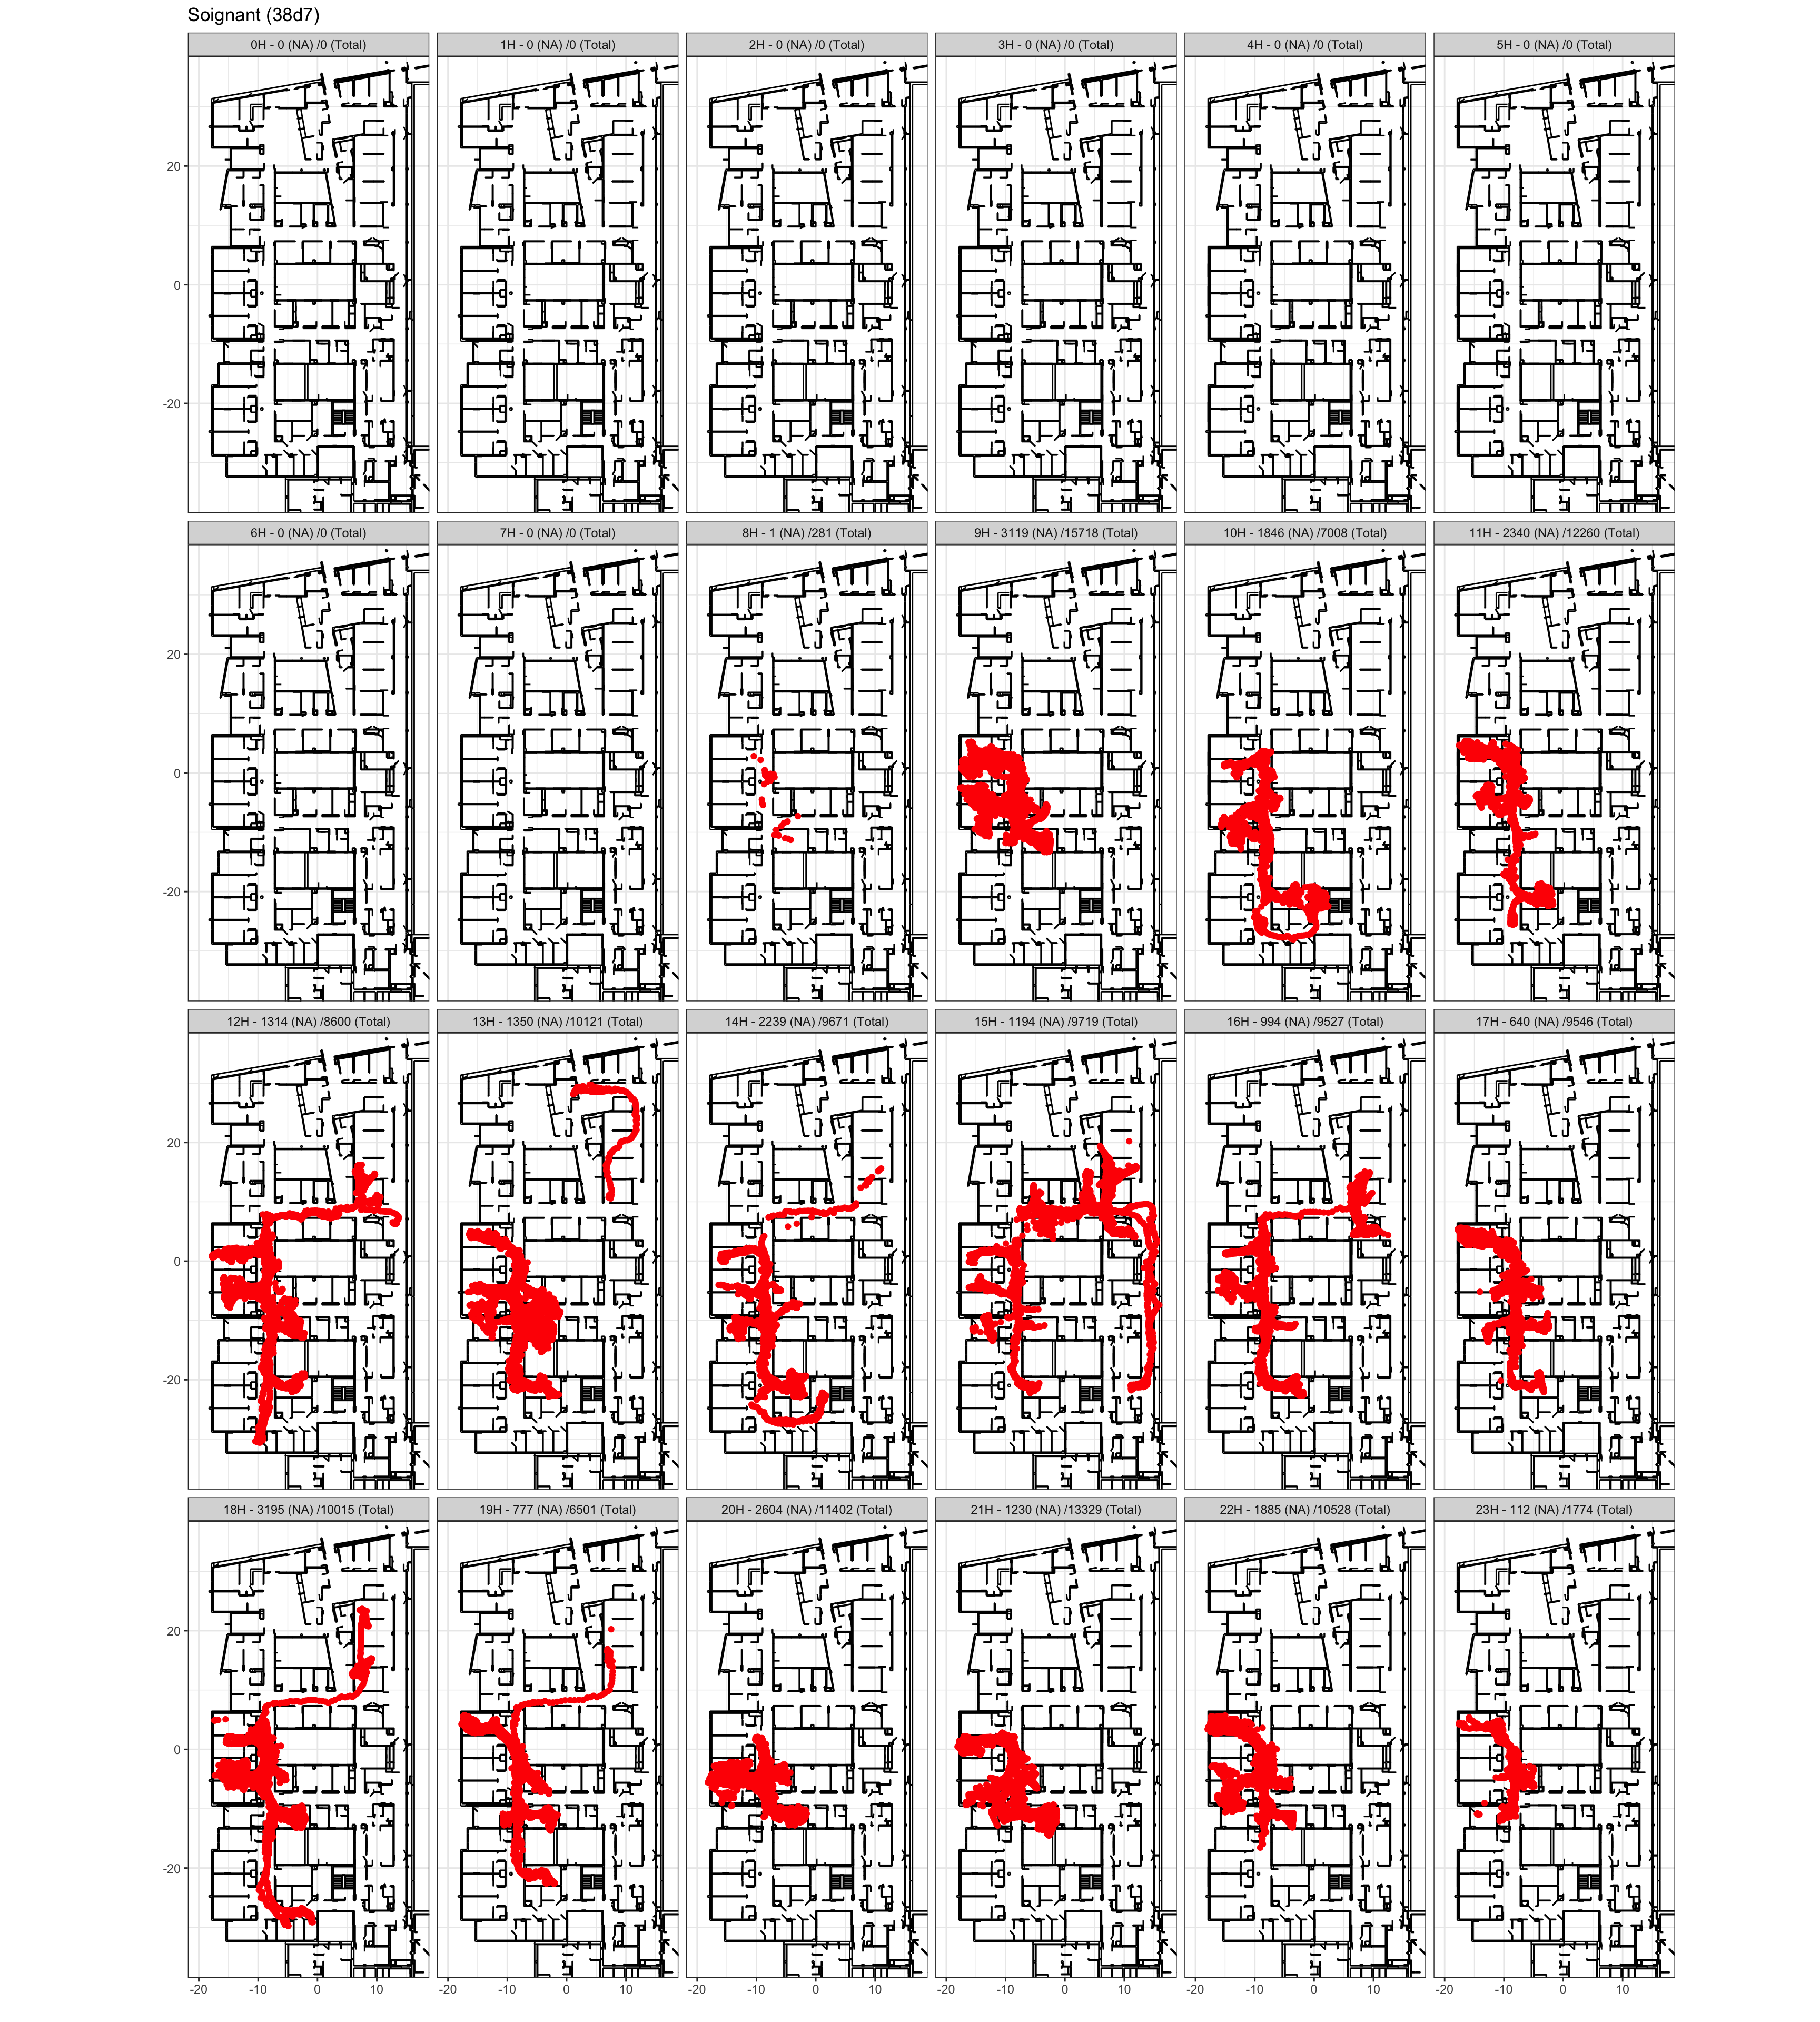 Soignant (38d7)
0H - 0 (NA) /0 (Total)
1H - 0 (NA) /0 (Total)
2H - 0 (NA) /0 (Total)
3H - 0 (NA) /0 (Total)
4H - 0 (NA) /0 (Total)
5H - 0 (NA) /0 (Total)
20
0
-20
6H - 0 (NA) /0 (Total)
7H - 0 (NA) /0 (Total)
8H - 1 (NA) /281 (Total)
9H - 3119 (NA) /15718 (Total)
10H - 1846 (NA) /7008 (Total)
11H - 2340 (NA) /12260 (Total)
20
0
-20
12H - 1314 (NA) /8600 (Total)
13H - 1350 (NA) /10121 (Total)
14H - 2239 (NA) /9671 (Total)
15H - 1194 (NA) /9719 (Total)
16H - 994 (NA) /9527 (Total)
17H - 640 (NA) /9546 (Total)
20
0
-20
18H - 3195 (NA) /10015 (Total)
19H - 777 (NA) /6501 (Total)
20H - 2604 (NA) /11402 (Total)
21H - 1230 (NA) /13329 (Total)
22H - 1885 (NA) /10528 (Total)
23H - 112 (NA) /1774 (Total)
20
0
-20
-20 -10 0 10
-20 -10 0 10
-20 -10 0 10
-20 -10 0 10
-20 -10 0 10
-20 -10 0 10